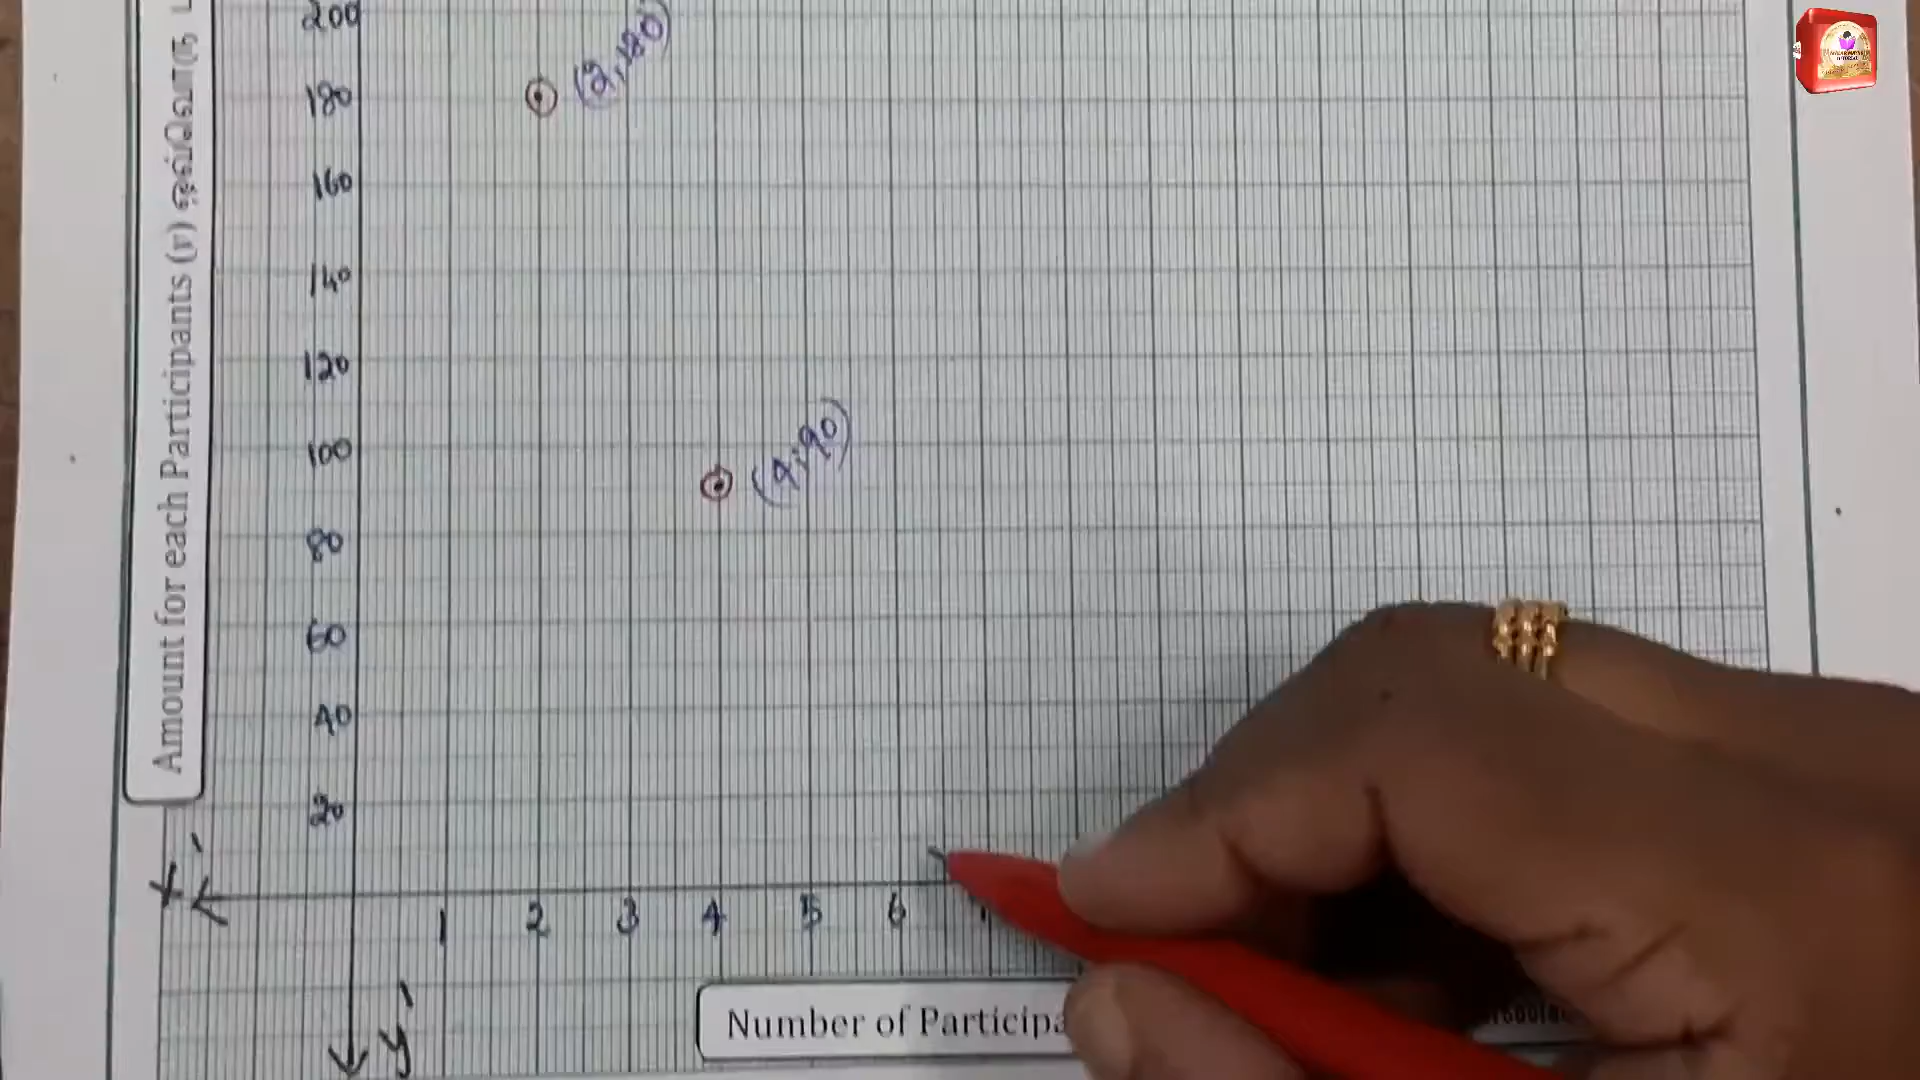 200
(2, 180)
180
160
140
120
100
(4, 90)
80
60
40
20
x'
1 2 3 4 5 6
y'
Amount for each Participants (y) ஒவ்வொரு
Number of Participa